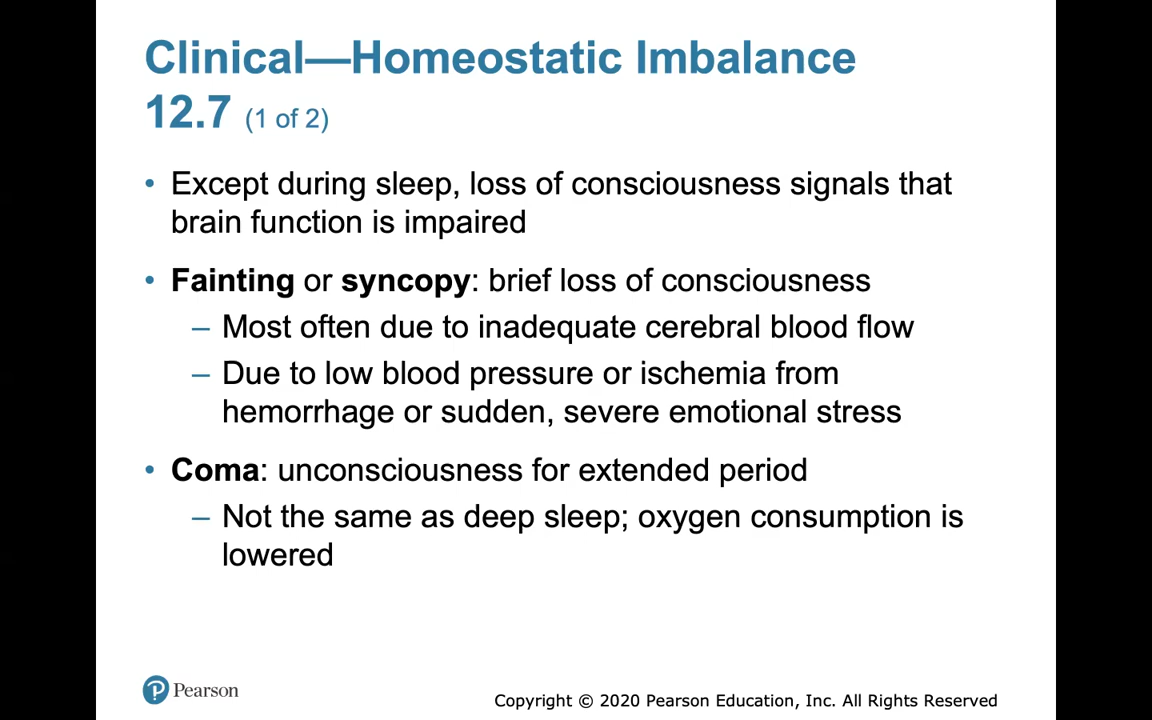 Clinical—Homeostatic Imbalance
12.7 (1 of 2)
• Except during sleep, loss of consciousness signals that
brain function is impaired
• Fainting or syncopy: brief loss of consciousness
– Most often due to inadequate cerebral blood flow
– Due to low blood pressure or ischemia from
hemorrhage or sudden, severe emotional stress
• Coma: unconsciousness for extended period
– Not the same as deep sleep; oxygen consumption is
lowered
P Pearson
Copyright © 2020 Pearson Education, Inc. All Rights Reserved